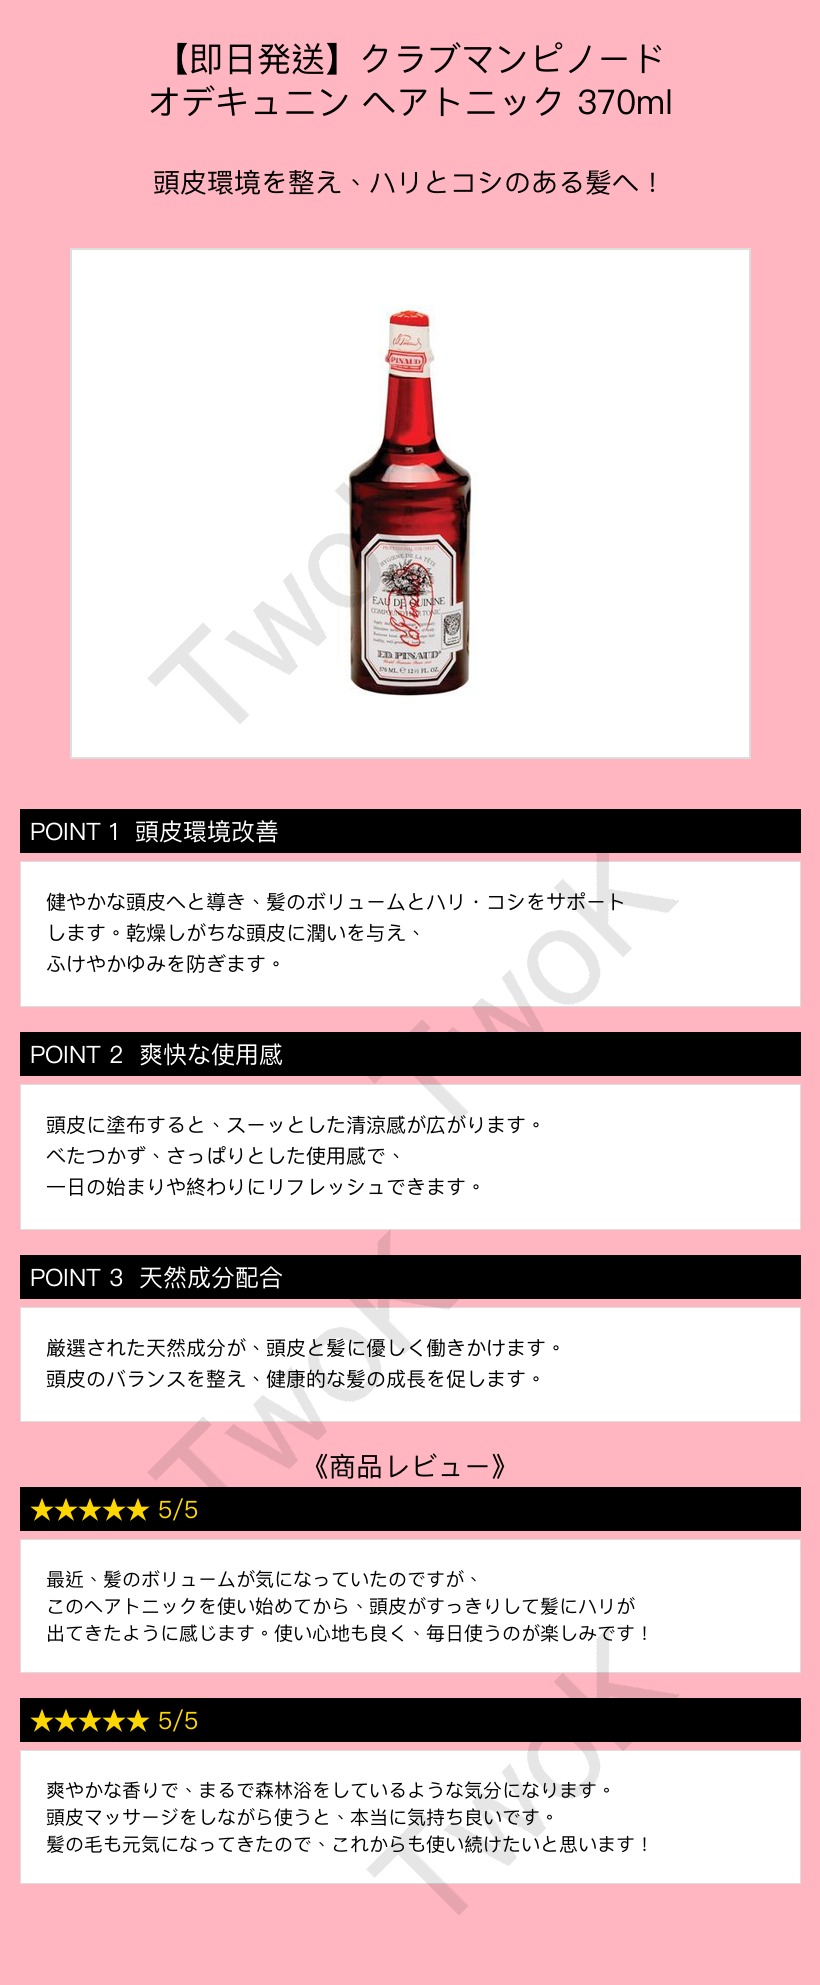 【即日発送】クラブマンピノード
オデキュニン ヘアトニック 370ml
頭皮環境を整え、ハリとコシのある髪へ！
PINAUD
HYGIENE DE LA TÊTE
EAU DE QUININE
COMPOUND HAIR TONIC
ED. PINAUD
370 ML. ℮ 12½ FL. OZ.
TwoK
POINT 1 頭皮環境改善
健やかな頭皮へと導き、髪のボリュームとハリ・コシをサポート
します。乾燥しがちな頭皮に潤いを与え、
ふけやかゆみを防ぎます。
TwoK
POINT 2 爽快な使用感
頭皮に塗布すると、スーッとした清涼感が広がります。
べたつかず、さっぱりとした使用感で、
一日の始まりや終わりにリフレッシュできます。
POINT 3 天然成分配合
厳選された天然成分が、頭皮と髪に優しく働きかけます。
頭皮のバランスを整え、健康的な髪の成長を促します。
TwoK
《商品レビュー》
★★★★★ 5/5
最近、髪のボリュームが気になっていたのですが、
このヘアトニックを使い始めてから、頭皮がすっきりして髪にハリが
出てきたように感じます。使い心地も良く、毎日使うのが楽しみです！
★★★★★ 5/5
爽やかな香りで、まるで森林浴をしているような気分になります。
頭皮マッサージをしながら使うと、本当に気持ち良いです。
髪の毛も元気になってきたので、これからも使い続けたいと思います！
TwoK